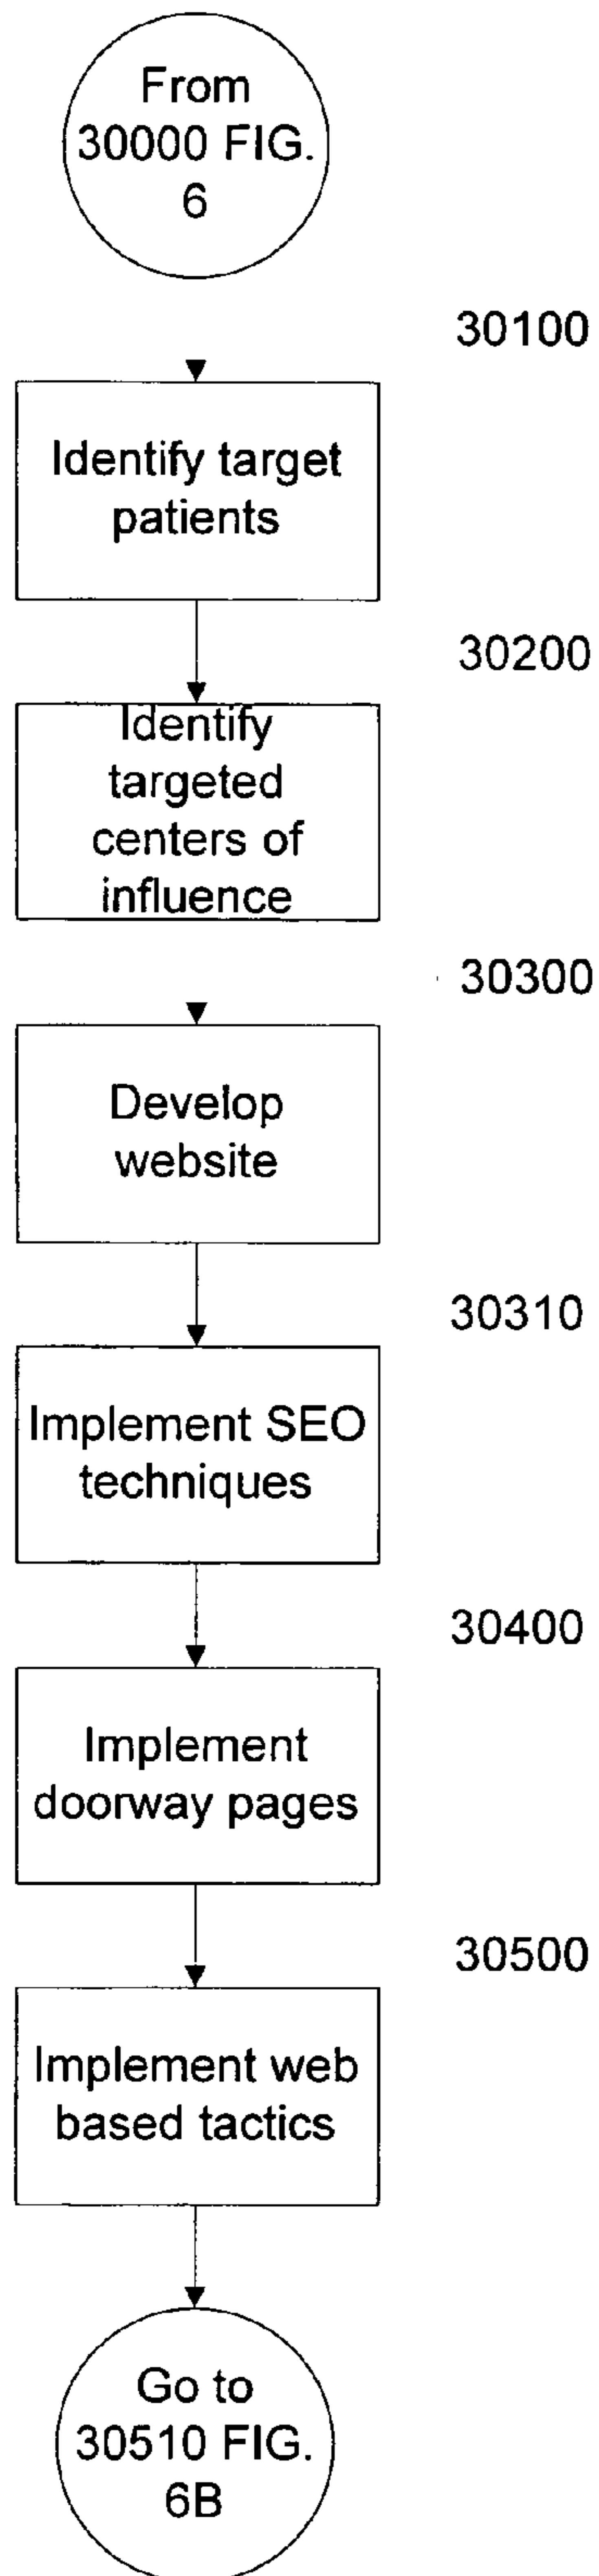 From
30000 FIG.
6
30100
Identify target
patients
30200
Identify
targeted
centers of
influence
30300
Develop
website
30310
Implement SEO
techniques
30400
Implement
doorway pages
30500
Implement web
based tactics
Go to
30510 FIG.
6B